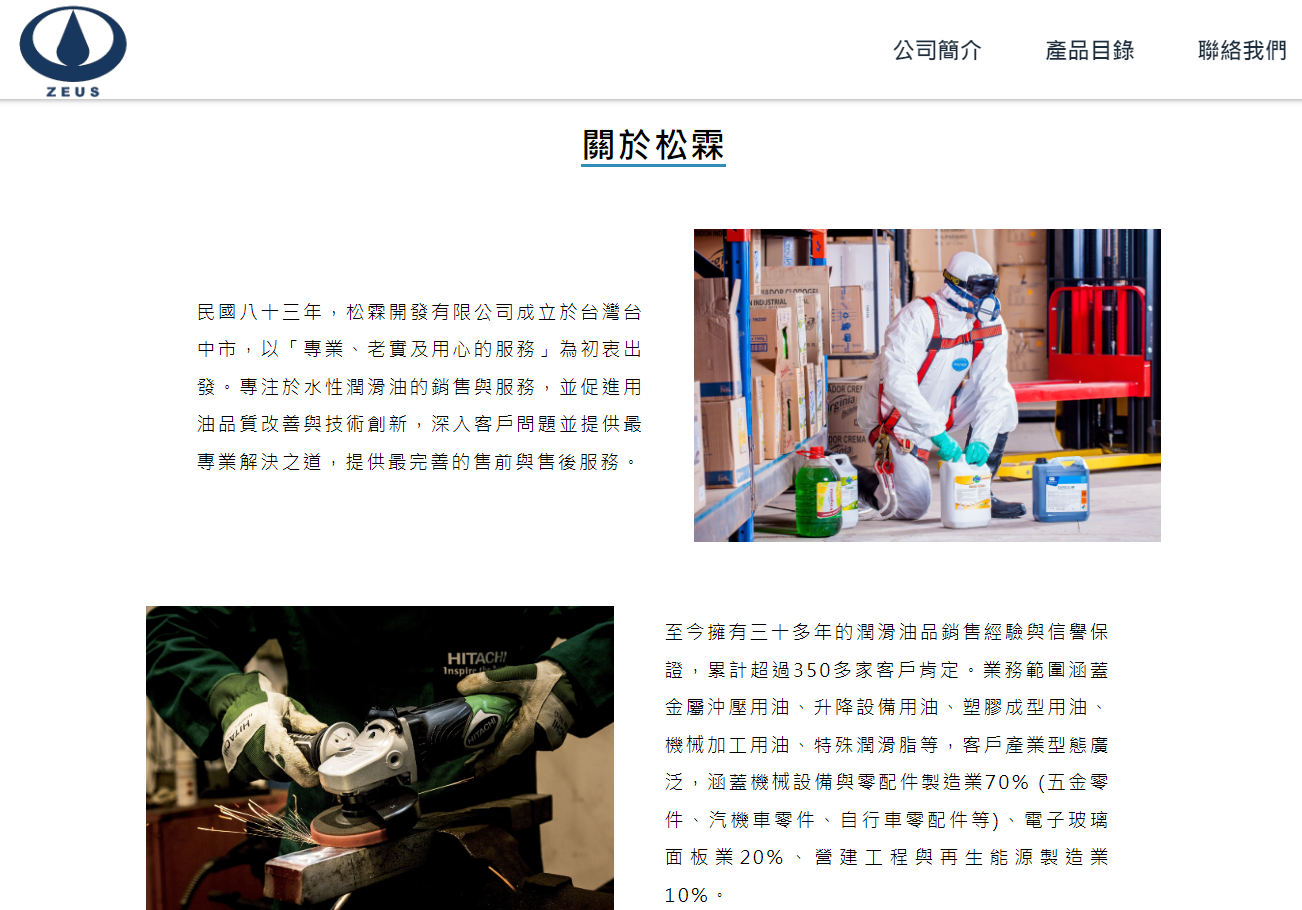 ZEUS
公司簡介
產品目錄
聯絡我們
關於松霖
民國八十三年，松霖開發有限公司成立於台灣台
中市，以「專業、老實及用心的服務」為初衷出
發。專注於水性潤滑油的銷售與服務，並促進用
油品質改善與技術創新，深入客戶問題並提供最
專業解決之道，提供最完善的售前與售後服務。
INDUSTRIAL
DOR CREMA
HITACHI
Inspire the
HITACHI
HITACHI
至今擁有三十多年的潤滑油品銷售經驗與信譽保
證，累計超過350多家客戶肯定。業務範圍涵蓋
金屬沖壓用油、升降設備用油、塑膠成型用油、
機械加工用油、特殊潤滑脂等，客戶產業型態廣
泛，涵蓋機械設備與零配件製造業70% (五金零
件、汽機車零件、自行車零配件等)、電子玻璃
面板業20%、營建工程與再生能源製造業
10%。